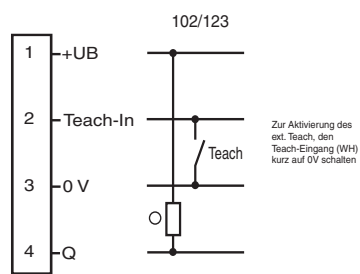 102/123
1 +UB
2 Teach-In
Teach
3 0 V
4 Q
Zur Aktivierung des
ext. Teach, den
Teach-Eingang (WH)
kurz auf 0V schalten